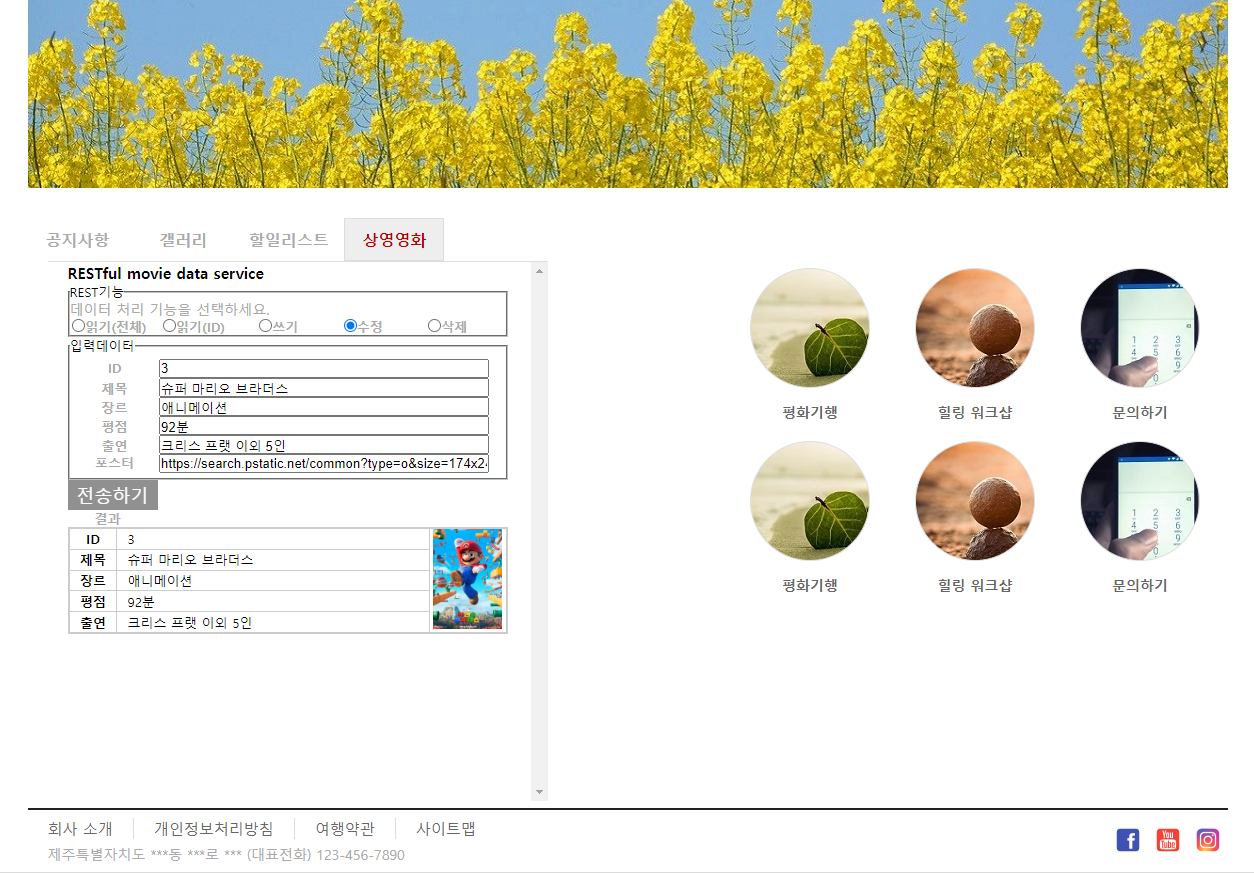 공지사항 갤러리 할일리스트 상영영화
RESTful movie data service
REST기능
데이터 처리 기능을 선택하세요.
읽기(전체) 읽기(ID) 쓰기 수정 삭제
입력데이터
ID 3
제목 슈퍼 마리오 브라더스
장르 애니메이션
평점 92분
출연 크리스 프랫 이외 5인
포스터 https://search.pstatic.net/common?type=o&size=174x24
전송하기
결과
ID 3
제목 슈퍼 마리오 브라더스
장르 애니메이션
평점 92분
출연 크리스 프랫 이외 5인
평화기행 힐링 워크샵 문의하기
평화기행 힐링 워크샵 문의하기
회사 소개 개인정보처리방침 여행약관 사이트맵
제주특별자치도 ***동 ***로 *** (대표전화) 123-456-7890
You
Tube